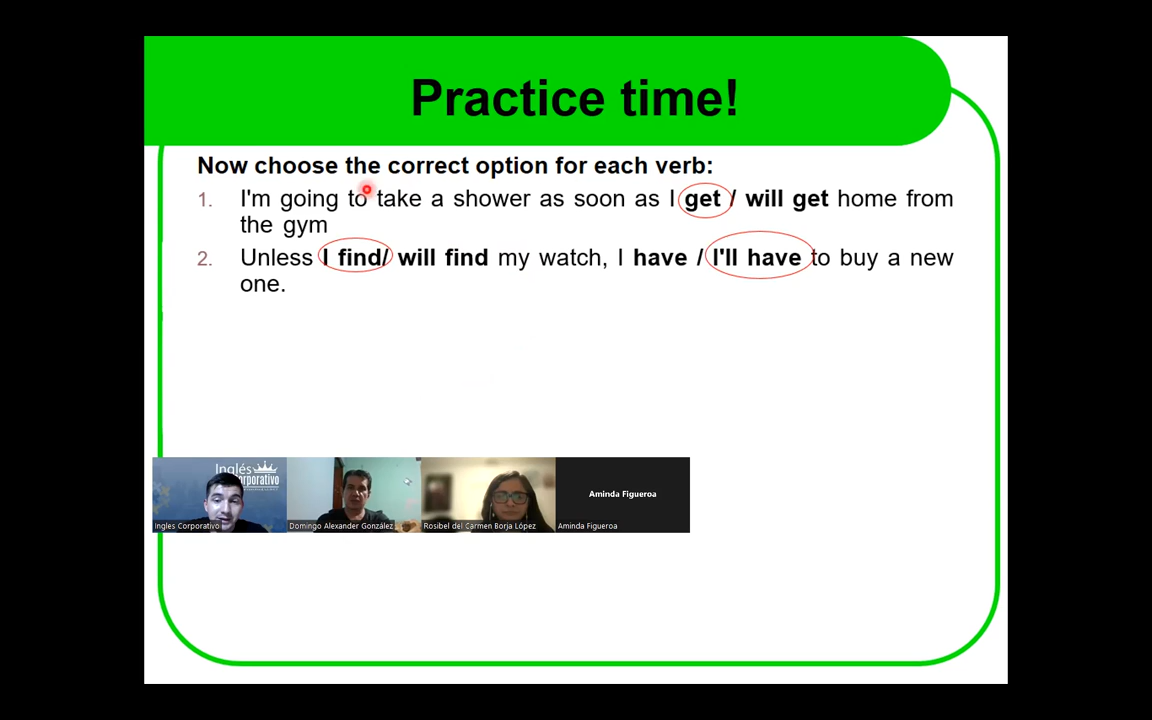 Practice time!
Now choose the correct option for each verb:
1. I'm going to take a shower as soon as I get / will get home from
the gym
2. Unless I find/ will find my watch, I have / I'll have to buy a new
one.
Inglés
orporativo
Aminda Figueroa
Ingles Corporativo
Domingo Alexander González
Rosibel del Carmen Borja López
Aminda Figueroa